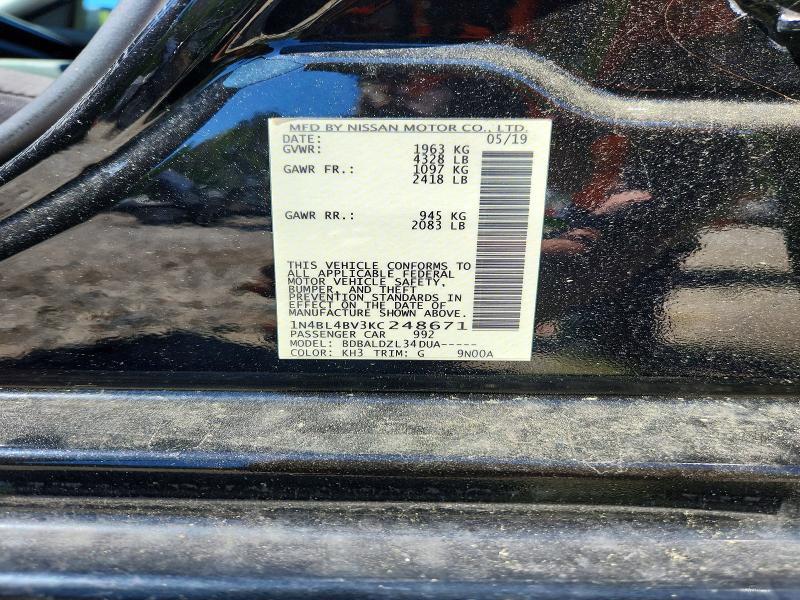 MFD BY NISSAN MOTOR CO., LTD.
DATE: 05/19
GVWR: 1963 KG
4328 LB
GAWR FR.: 1097 KG
2418 LB
GAWR RR.: 945 KG
2083 LB
THIS VEHICLE CONFORMS TO
ALL APPLICABLE FEDERAL
MOTOR VEHICLE SAFETY,
BUMPER, AND THEFT
PREVENTION STANDARDS IN
EFFECT ON THE DATE OF
MANUFACTURE SHOWN ABOVE.
1N4BL4BV3KC248671
PASSENGER CAR 992
MODEL: BDBALDZL34DUA-----
COLOR: KH3 TRIM: G 9N00A